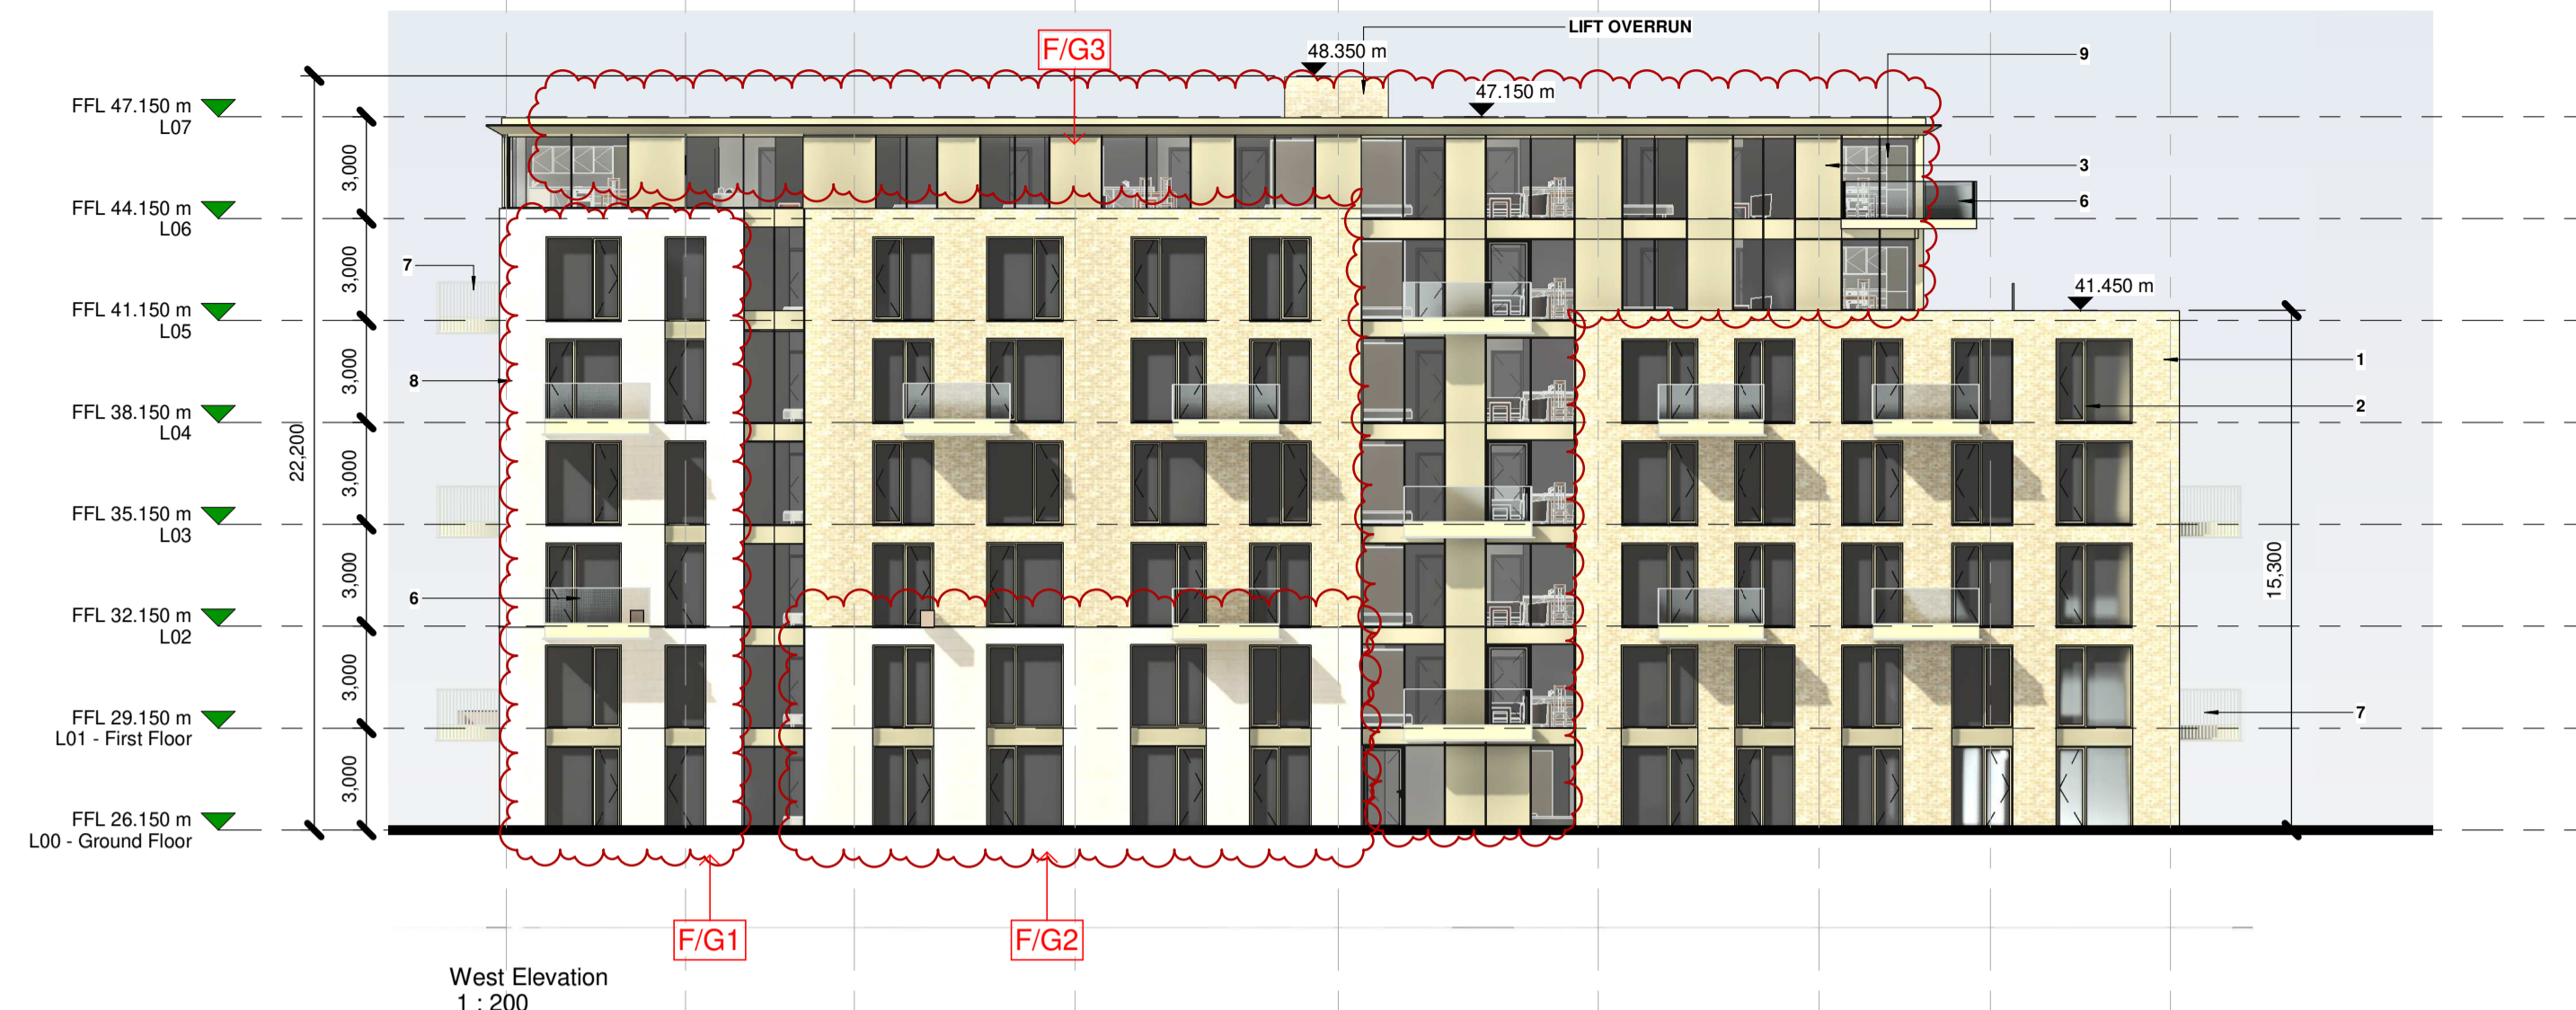 LIFT OVERRUN
F/G3
48.350 m
9
47.150 m
FFL 47.150 m
L07
3,000
3
6
FFL 44.150 m
L06
7
3,000
41.450 m
FFL 41.150 m
L05
1
3,000
8
2
FFL 38.150 m
L04
22,200
3,000
FFL 35.150 m
L03
3,000
15,300
6
FFL 32.150 m
L02
3,000
7
FFL 29.150 m
L01 - First Floor
3,000
FFL 26.150 m
L00 - Ground Floor
F/G1
F/G2
West Elevation
1 : 200